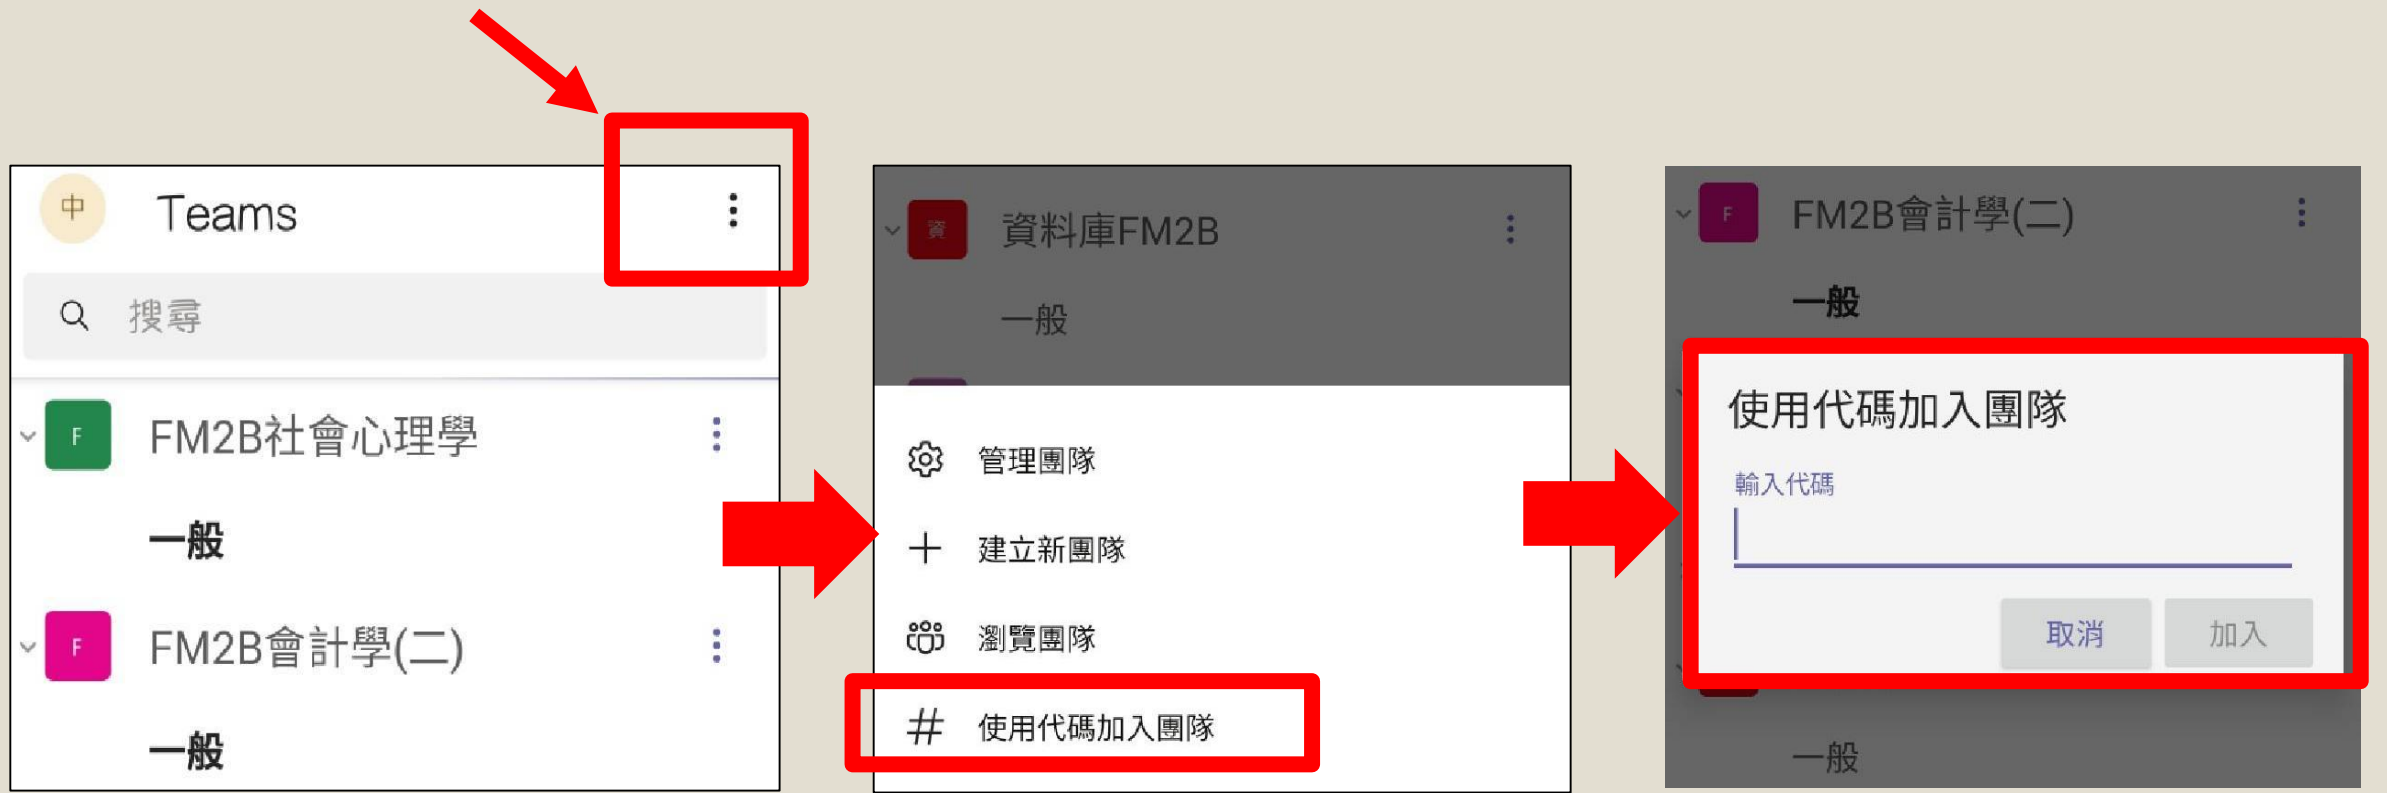 中 Teams
搜尋
F FM2B社會心理學
一般
F FM2B會計學(二)
一般
資 資料庫FM2B
一般
管理團隊
建立新團隊
瀏覽團隊
# 使用代碼加入團隊
F FM2B會計學(二)
一般
使用代碼加入團隊
輸入代碼
取消 加入
一般